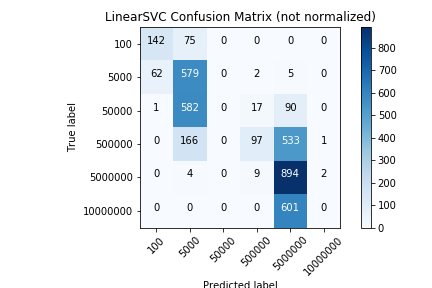 LinearSVC Confusion Matrix (not normalized)
100 142 75 0 0 0 0
5000 62 579 0 2 5 0
50000 1 582 0 17 90 0
500000 0 166 0 97 533 1
5000000 0 4 0 9 894 2
10000000 0 0 0 0 601 0
True label
100 5000 50000 500000 5000000 10000000
Predicted label
800
700
600
500
400
300
200
100
0